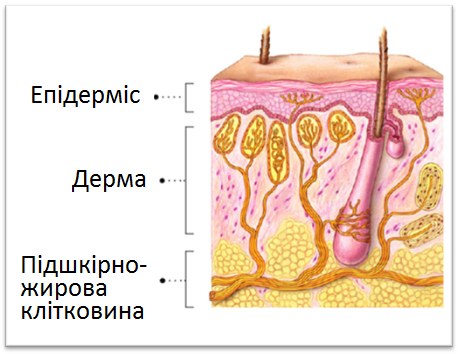 Епідерміс
Дерма
Підшкірно-
жирова
клітковина